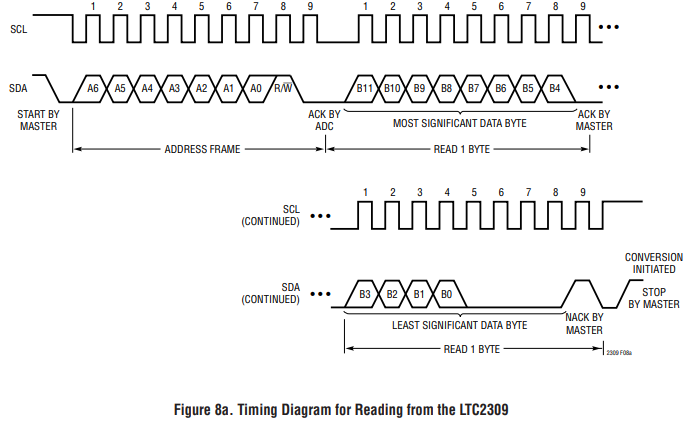 1 2 3 4 5 6 7 8 9 1 2 3 4 5 6 7 8 9
SCL •••
SDA A6 A5 A4 A3 A2 A1 A0 R/W̅ B11 B10 B9 B8 B7 B6 B5 B4 •••
START BY
MASTER
ACK BY
ADC
MOST SIGNIFICANT DATA BYTE
ACK BY
MASTER
ADDRESS FRAME
READ 1 BYTE
1 2 3 4 5 6 7 8 9
SCL
(CONTINUED) •••
CONVERSION
INITIATED
SDA
(CONTINUED) ••• B3 B2 B1 B0
STOP
BY MASTER
LEAST SIGNIFICANT DATA BYTE
NACK BY
MASTER
READ 1 BYTE
2309 F08a
Figure 8a. Timing Diagram for Reading from the LTC2309